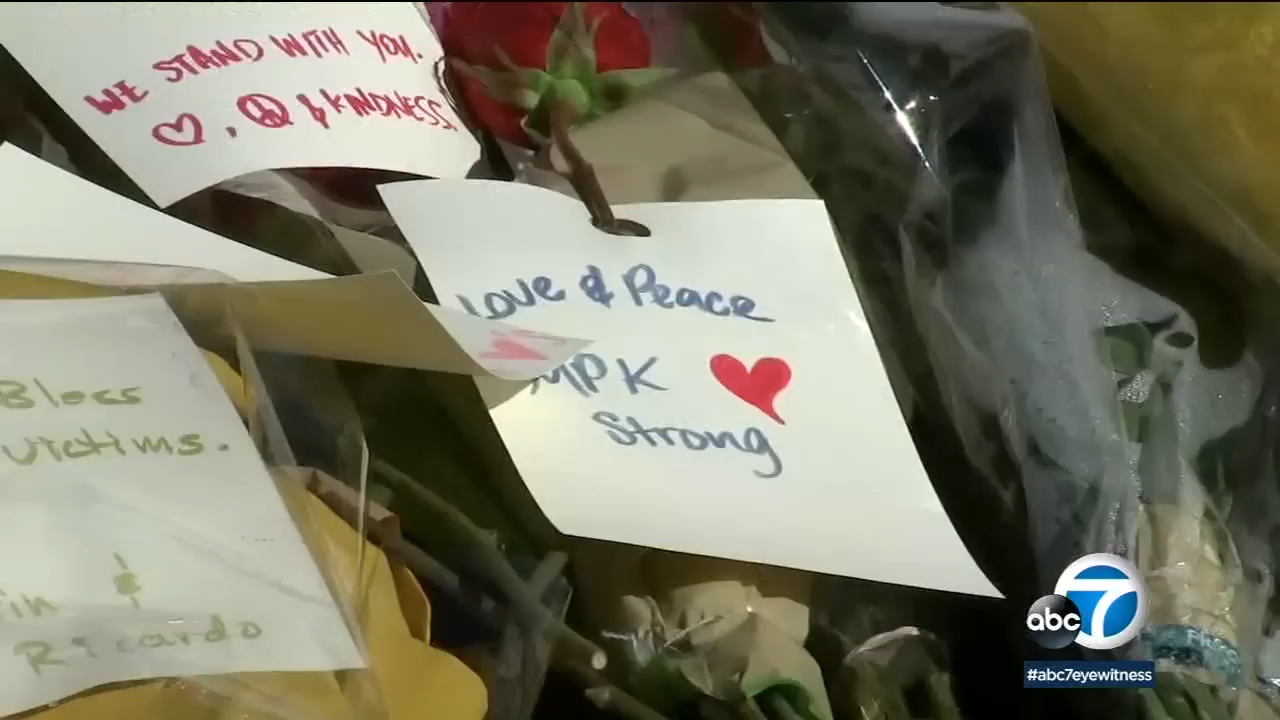 WE STAND WITH YOU.
♡, ☮ & KINDNESS.
Love & Peace
MPK
Strong
Bless
Victims.
&
Ricardo
abc 7
#abc7eyewitness